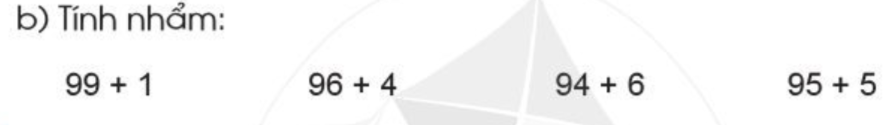 b) Tính nhẩm:
99 + 1 96 + 4 94 + 6 95 + 5